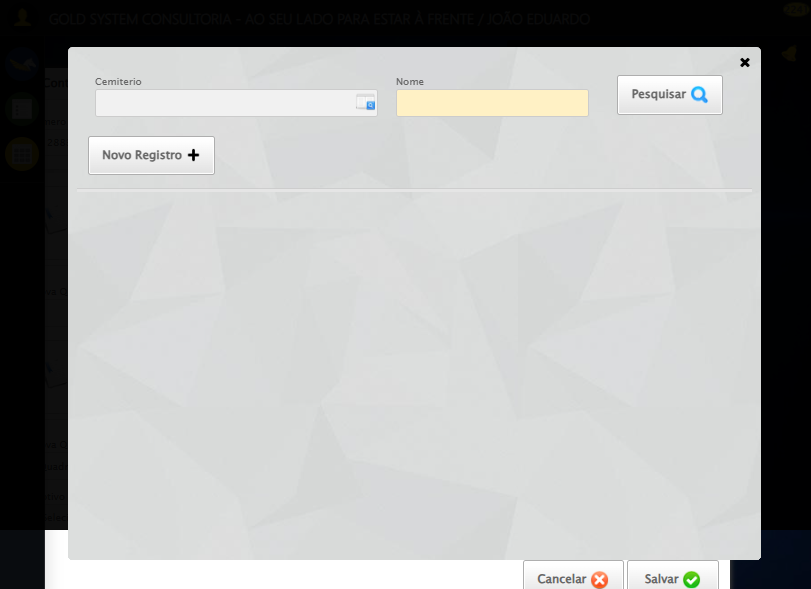 GOLD SYSTEM CONSULTORIA - AO SEU LADO PARA ESTAR À FRENTE / JOÃO EDUARDO
Cemiterio
Nome
Pesquisar
Novo Registro
Cancelar
Salvar